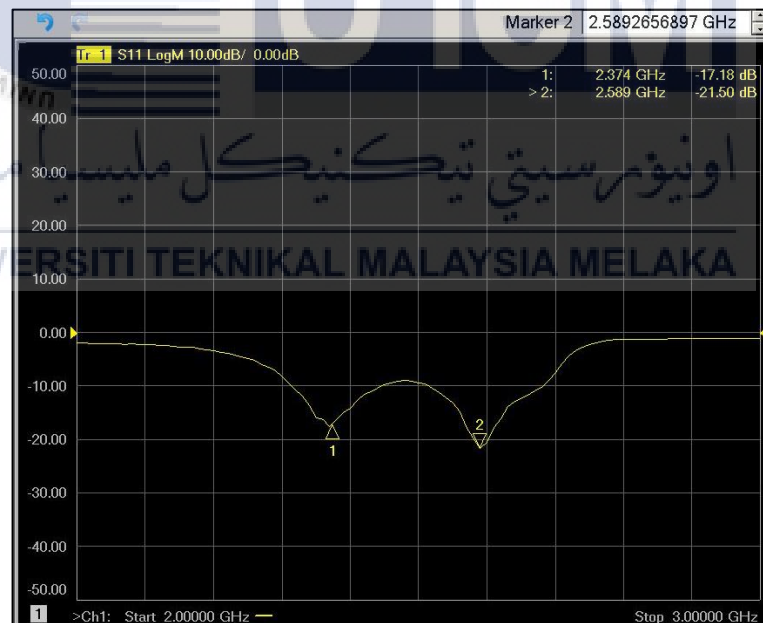 Marker 2 2.5892656897 GHz
Tr 1 S11 LogM 10.00dB/ 0.00dB
1: 2.374 GHz -17.18 dB
> 2: 2.589 GHz -21.50 dB
50.00
40.00
30.00
20.00
10.00
0.00
-10.00
-20.00
-30.00
-40.00
-50.00
اونيۏرسيتي تيكنيكل مليسيا
VERSITI TEKNIKAL MALAYSIA MELAKA
2
1
1 >Ch1: Start 2.00000 GHz Stop 3.00000 GHz